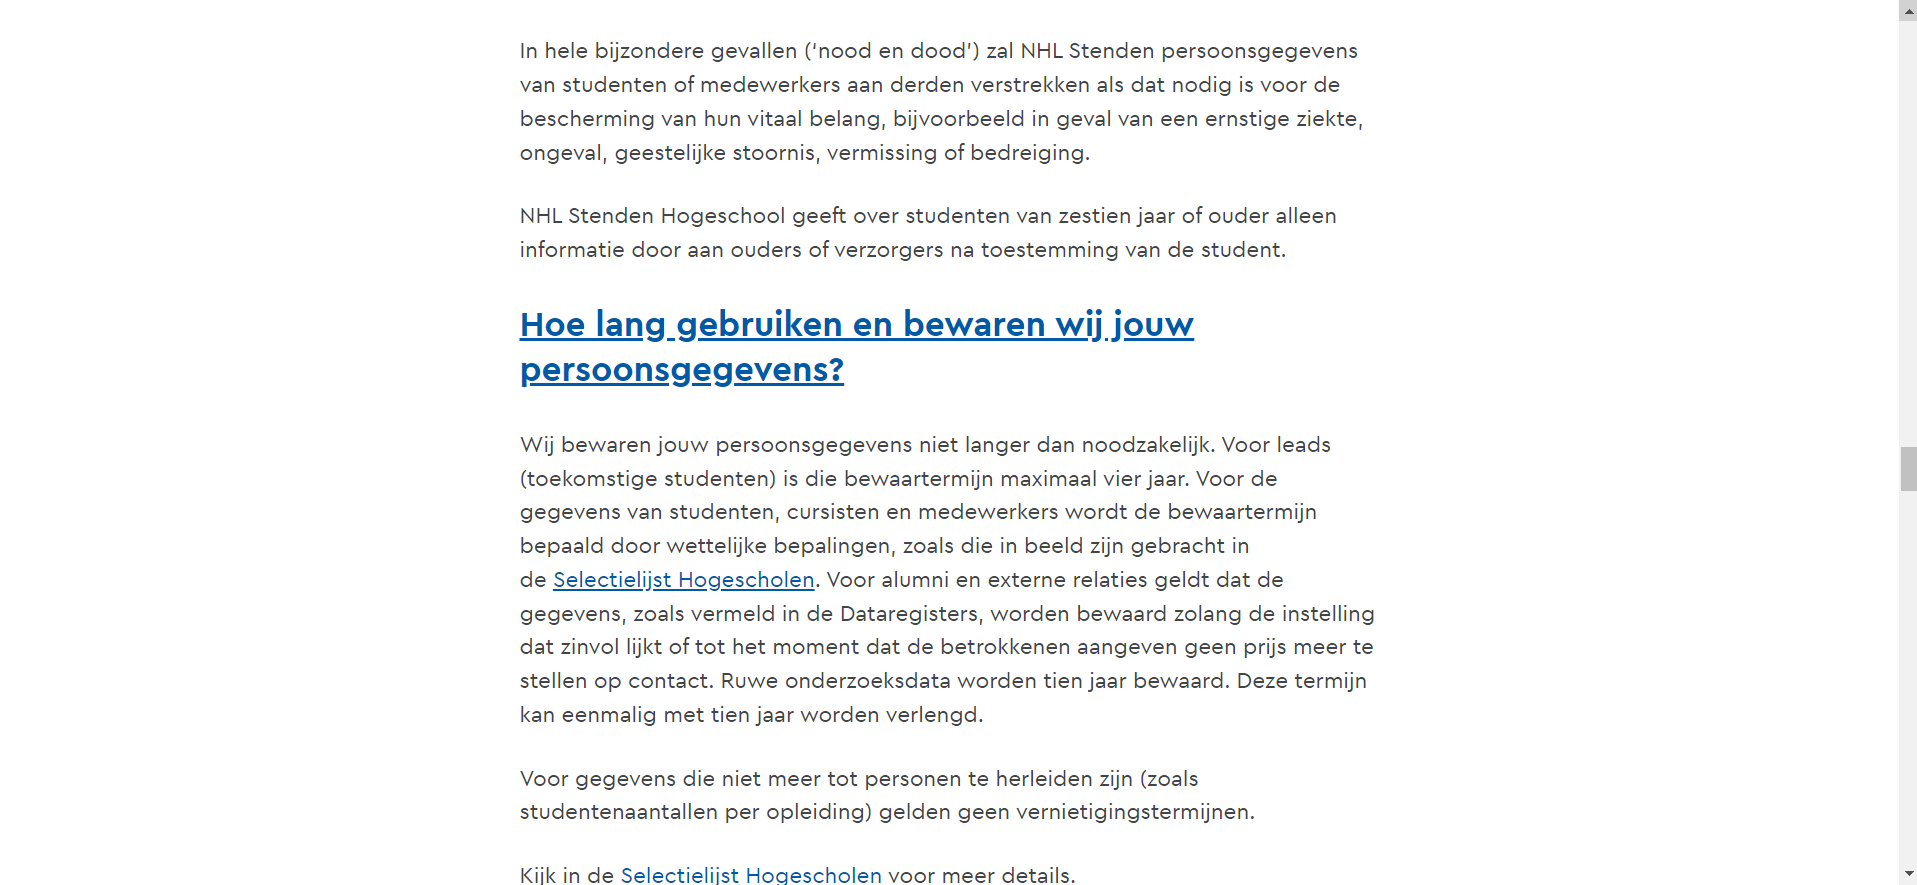 In hele bijzondere gevallen (‘nood en dood’) zal NHL Stenden persoonsgegevens
van studenten of medewerkers aan derden verstrekken als dat nodig is voor de
bescherming van hun vitaal belang, bijvoorbeeld in geval van een ernstige ziekte,
ongeval, geestelijke stoornis, vermissing of bedreiging.
NHL Stenden Hogeschool geeft over studenten van zestien jaar of ouder alleen
informatie door aan ouders of verzorgers na toestemming van de student.
Hoe lang gebruiken en bewaren wij jouw
persoonsgegevens?
Wij bewaren jouw persoonsgegevens niet langer dan noodzakelijk. Voor leads
(toekomstige studenten) is die bewaartermijn maximaal vier jaar. Voor de
gegevens van studenten, cursisten en medewerkers wordt de bewaartermijn
bepaald door wettelijke bepalingen, zoals die in beeld zijn gebracht in
de Selectielijst Hogescholen. Voor alumni en externe relaties geldt dat de
gegevens, zoals vermeld in de Dataregisters, worden bewaard zolang de instelling
dat zinvol lijkt of tot het moment dat de betrokkenen aangeven geen prijs meer te
stellen op contact. Ruwe onderzoeksdata worden tien jaar bewaard. Deze termijn
kan eenmalig met tien jaar worden verlengd.
Voor gegevens die niet meer tot personen te herleiden zijn (zoals
studentenaantallen per opleiding) gelden geen vernietigingstermijnen.
Kijk in de Selectielijst Hogescholen voor meer details.